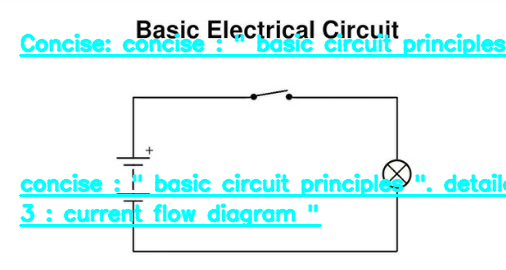 Basic Electrical Circuit
Concise: concise : " basic circuit principles
+
concise : " basic circuit principles ". detail
3 : current flow diagram "